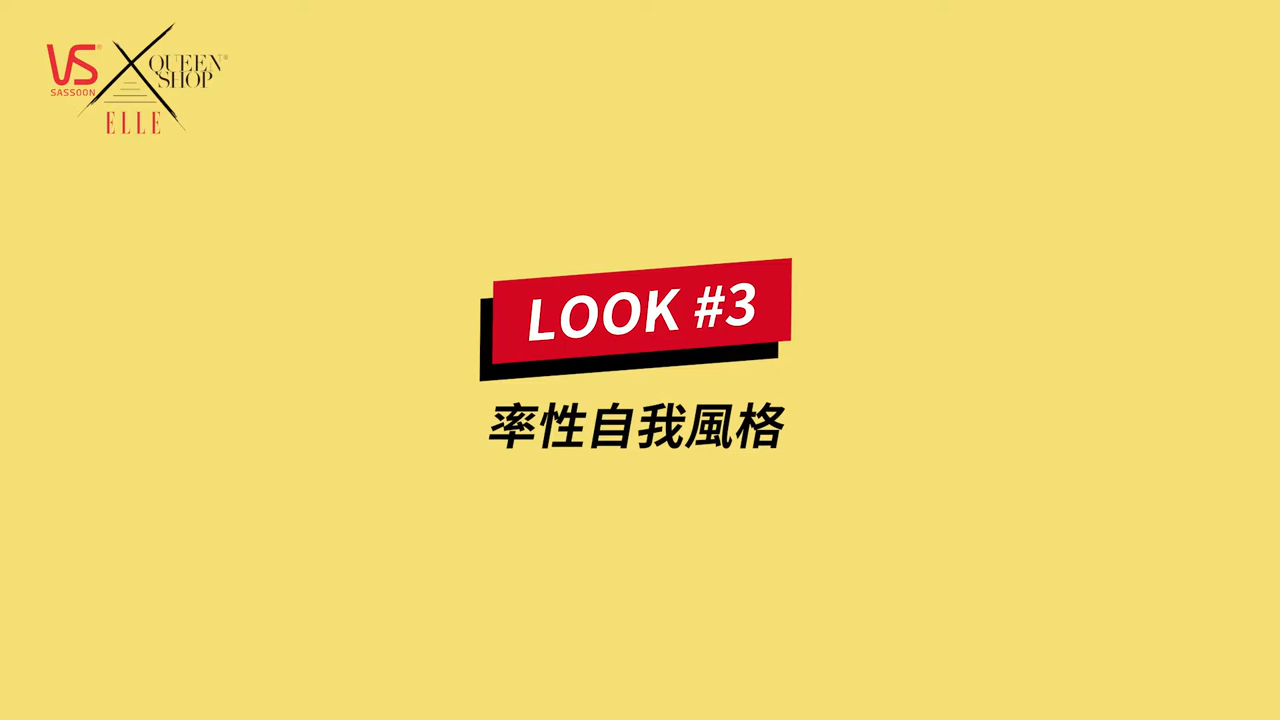 VS
SASSOON
QUEEN
SHOP
ELLE
LOOK #3
率性自我風格